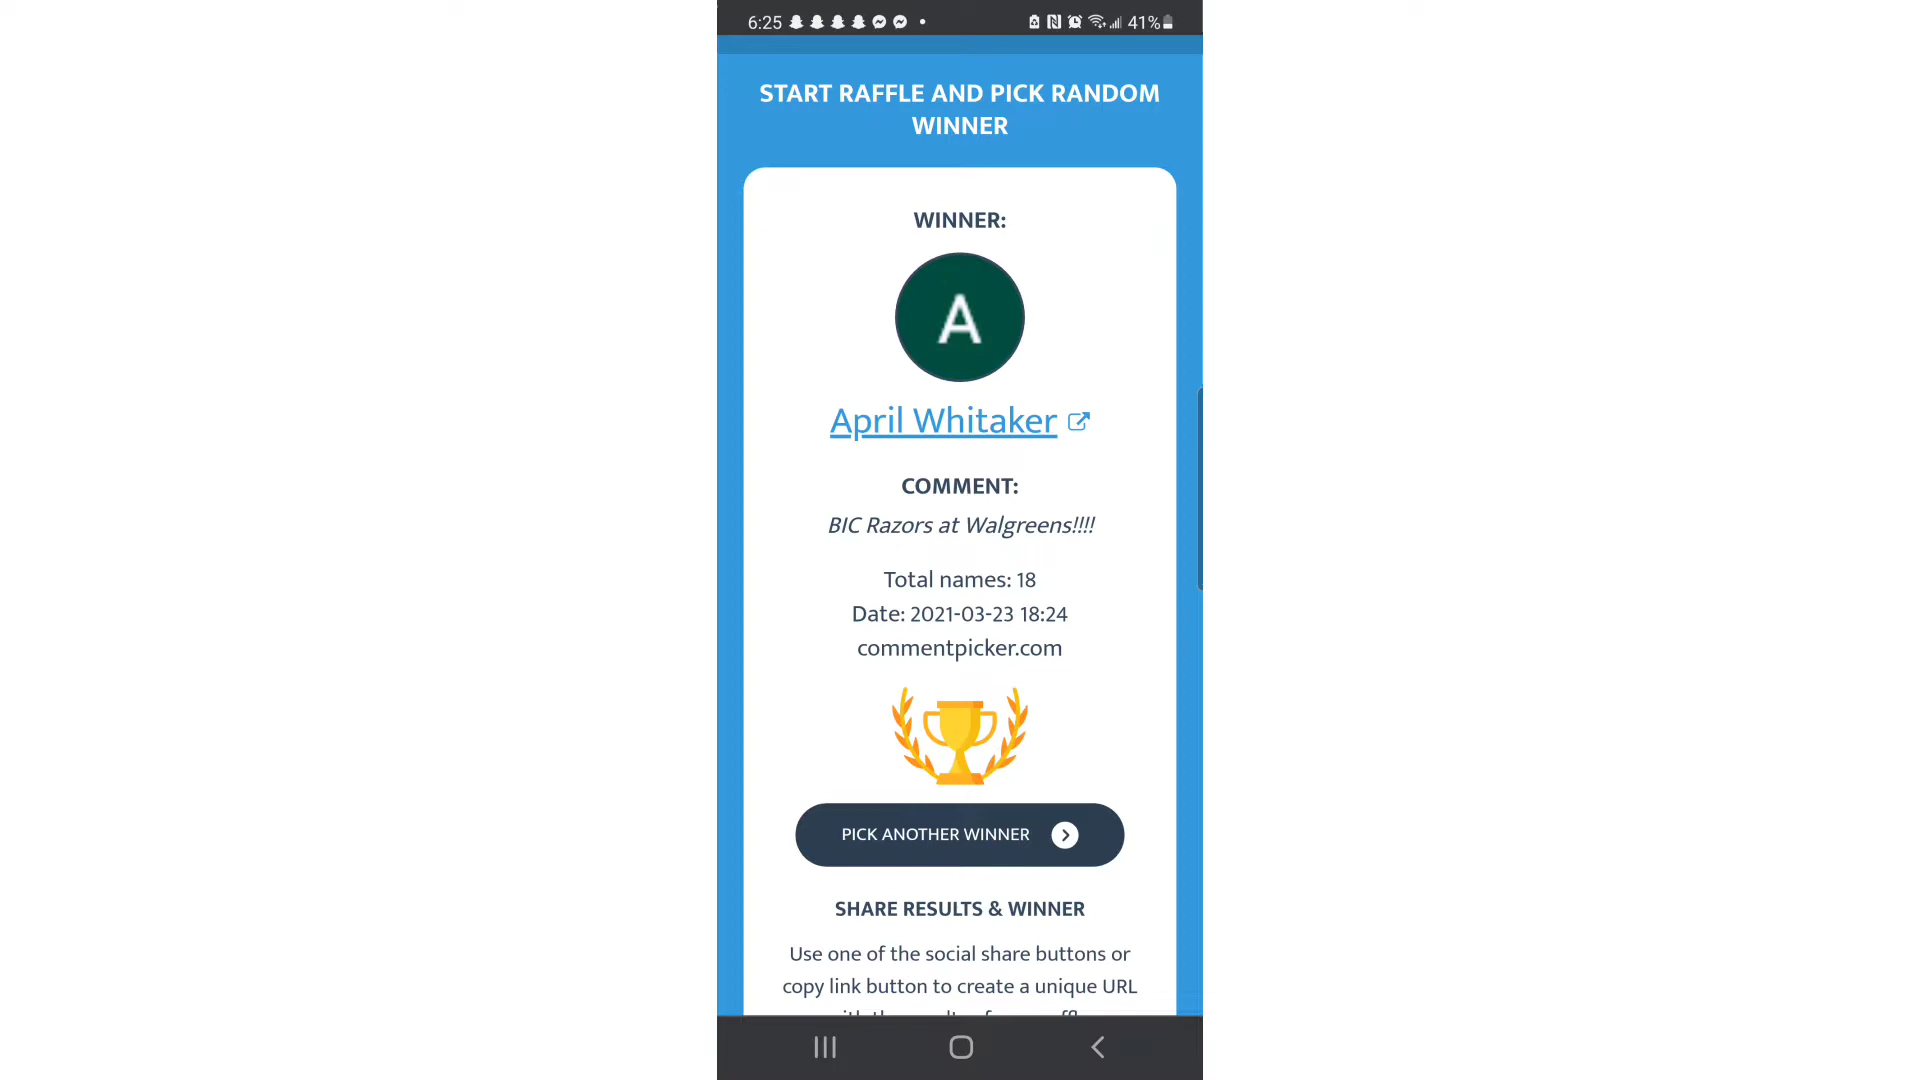 6:25
41%
START RAFFLE AND PICK RANDOM
WINNER
WINNER:
A
April Whitaker
COMMENT:
BIC Razors at Walgreens!!!!
Total names: 18
Date: 2021-03-23 18:24
commentpicker.com
PICK ANOTHER WINNER
SHARE RESULTS & WINNER
Use one of the social share buttons or
copy link button to create a unique URL